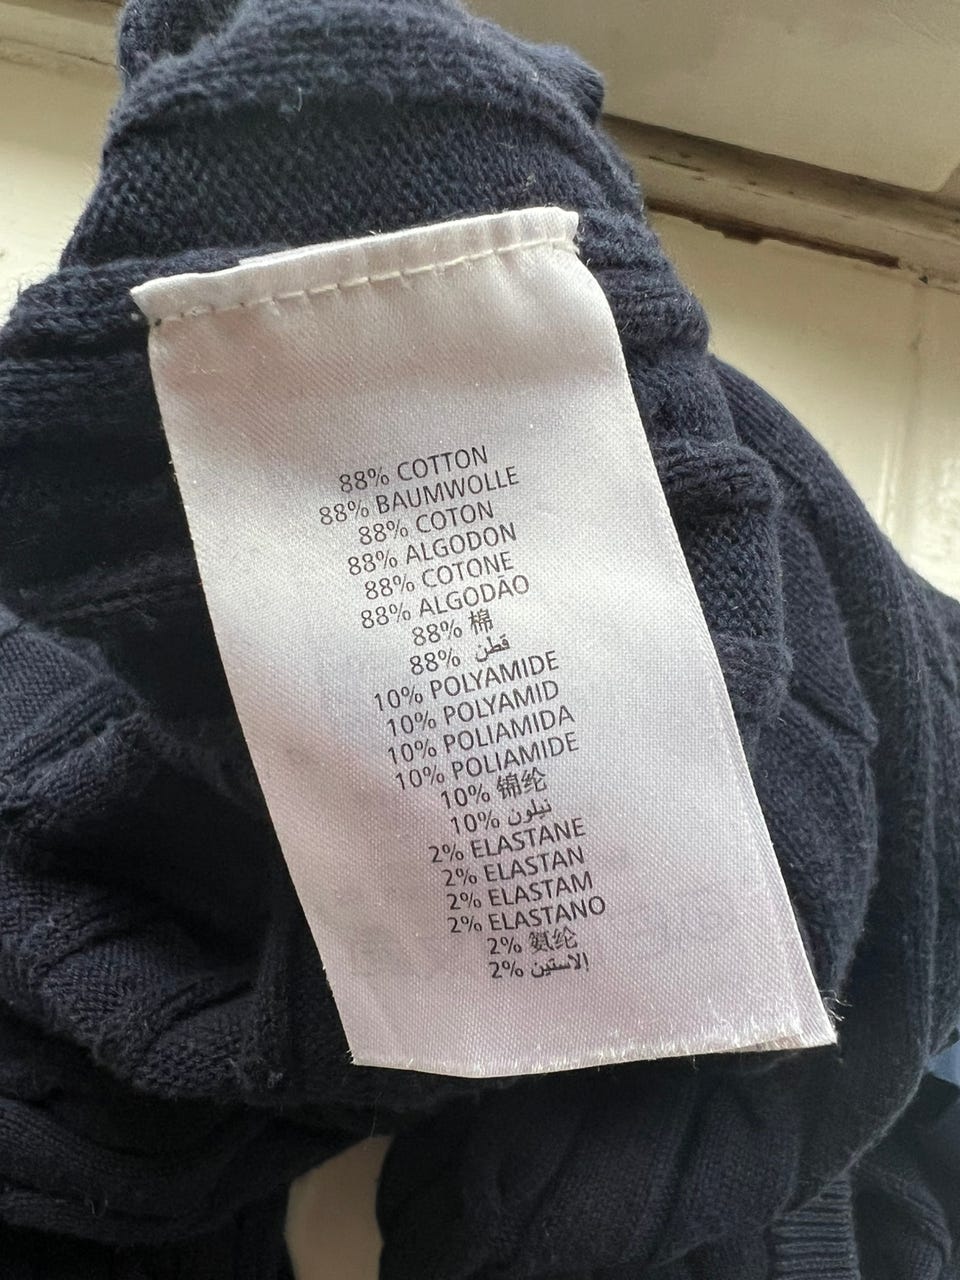 88% COTTON
88% BAUMWOLLE
88% COTON
88% ALGODON
88% COTONE
88% ALGODÃO
88% 棉
88% قطن
10% POLYAMIDE
10% POLYAMID
10% POLIAMIDA
10% POLIAMIDE
10% 锦纶
10% نيلون
2% ELASTANE
2% ELASTAN
2% ELASTAM
2% ELASTANO
2% 氨纶
2% الاستين